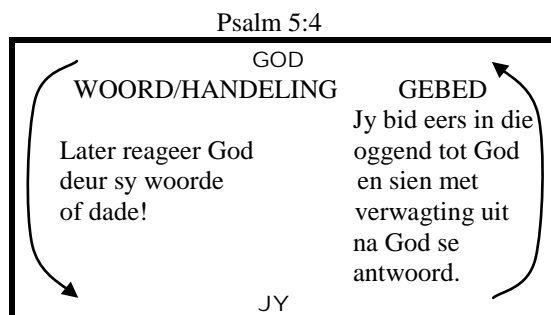 Psalm 5:4
GOD
WOORD/HANDELING GEBED
Jy bid eers in die
Later reageer God oggend tot God
deur sy woorde en sien met
of dade! verwagting uit
na God se
antwoord.
JY